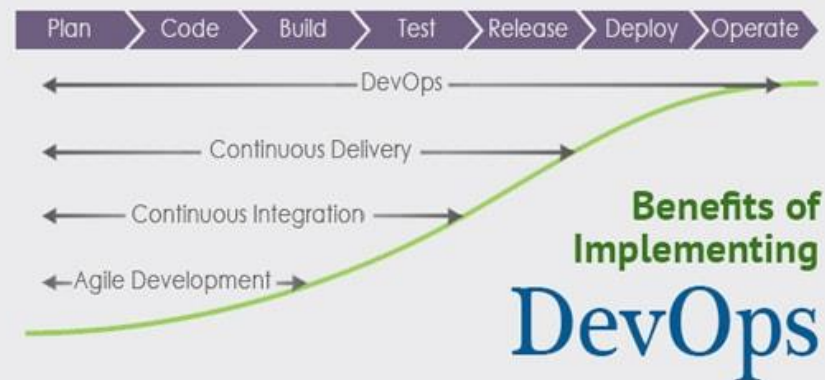 Plan Code Build Test Release Deploy Operate
DevOps
Continuous Delivery
Continuous Integration
Agile Development
Benefits of
Implementing
DevOps